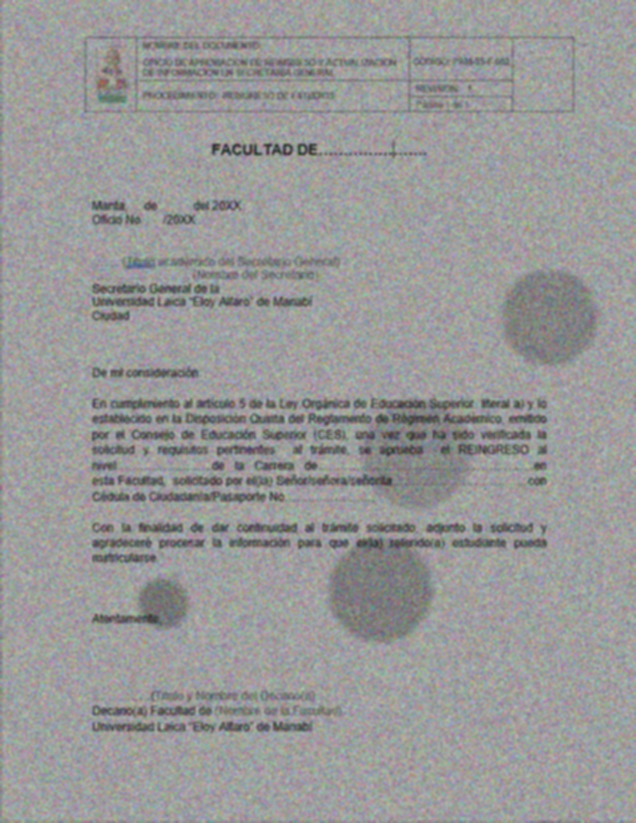 NOMBRE DEL DOCUMENTO:
OFICIO DE APROBACIÓN DE REINGRESO Y ACTUALIZACIÓN
DE INFORMACIÓN EN SECRETARÍA GENERAL
CÓDIGO:
PROCEDIMIENTO: REINGRESO DE ESTUDIOS
REVISIÓN: 1
Página 1 de 1
FACULTAD DE
Manta, de del 20XX
Oficio No. /20XX
(Título académico del Secretario General)
(Nombre del Secretario)
Secretario General de la
Universidad Laica "Eloy Alfaro" de Manabí
Ciudad
De mi consideración
En cumplimiento al artículo 5 de la Ley Orgánica de Educación Superior, literal a) y lo
establecido en la Disposición Quinta del Reglamento de Régimen Académico, emitido
por el Consejo de Educación Superior (CES), una vez que ha sido verificada la
solicitud y requisitos pertinentes al trámite, se aprueba el REINGRESO al
nivel de la Carrera de en
esta Facultad, solicitado por el(la) Señor/señora/señorita con
Cédula de Ciudadanía/Pasaporte No.
Con la finalidad de dar continuidad al trámite solicitado, adjunto la solicitud y
agradeceré procesar la información para que el(la) referido(a) estudiante pueda
matricularse.
Atentamente,
(Título y Nombre del Decano(a))
Decano(a) Facultad de (Nombre de la Facultad)
Universidad Laica "Eloy Alfaro" de Manabí